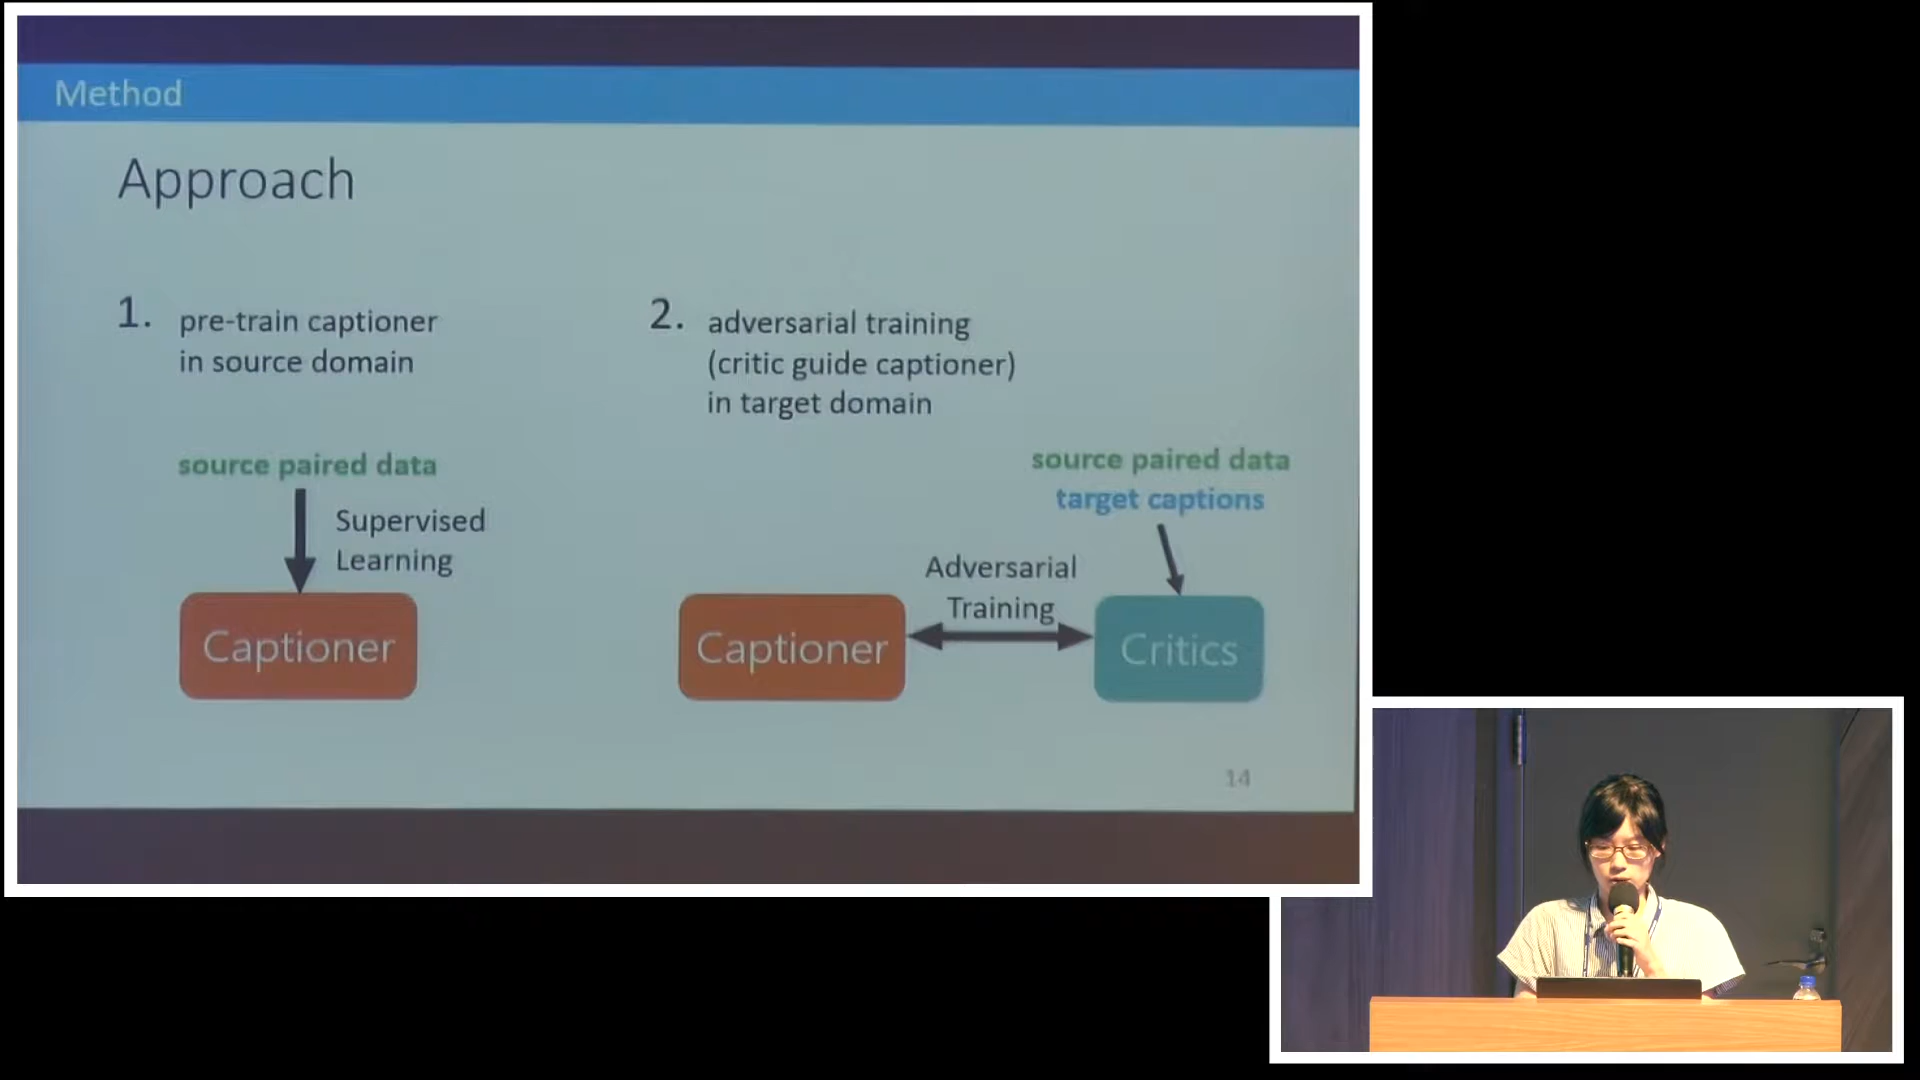 Method
Approach
1. pre-train captioner
in source domain
source paired data
Supervised
Learning
Captioner
2. adversarial training
(critic guide captioner)
in target domain
source paired data
target captions
Adversarial
Training
Captioner
Critics
14